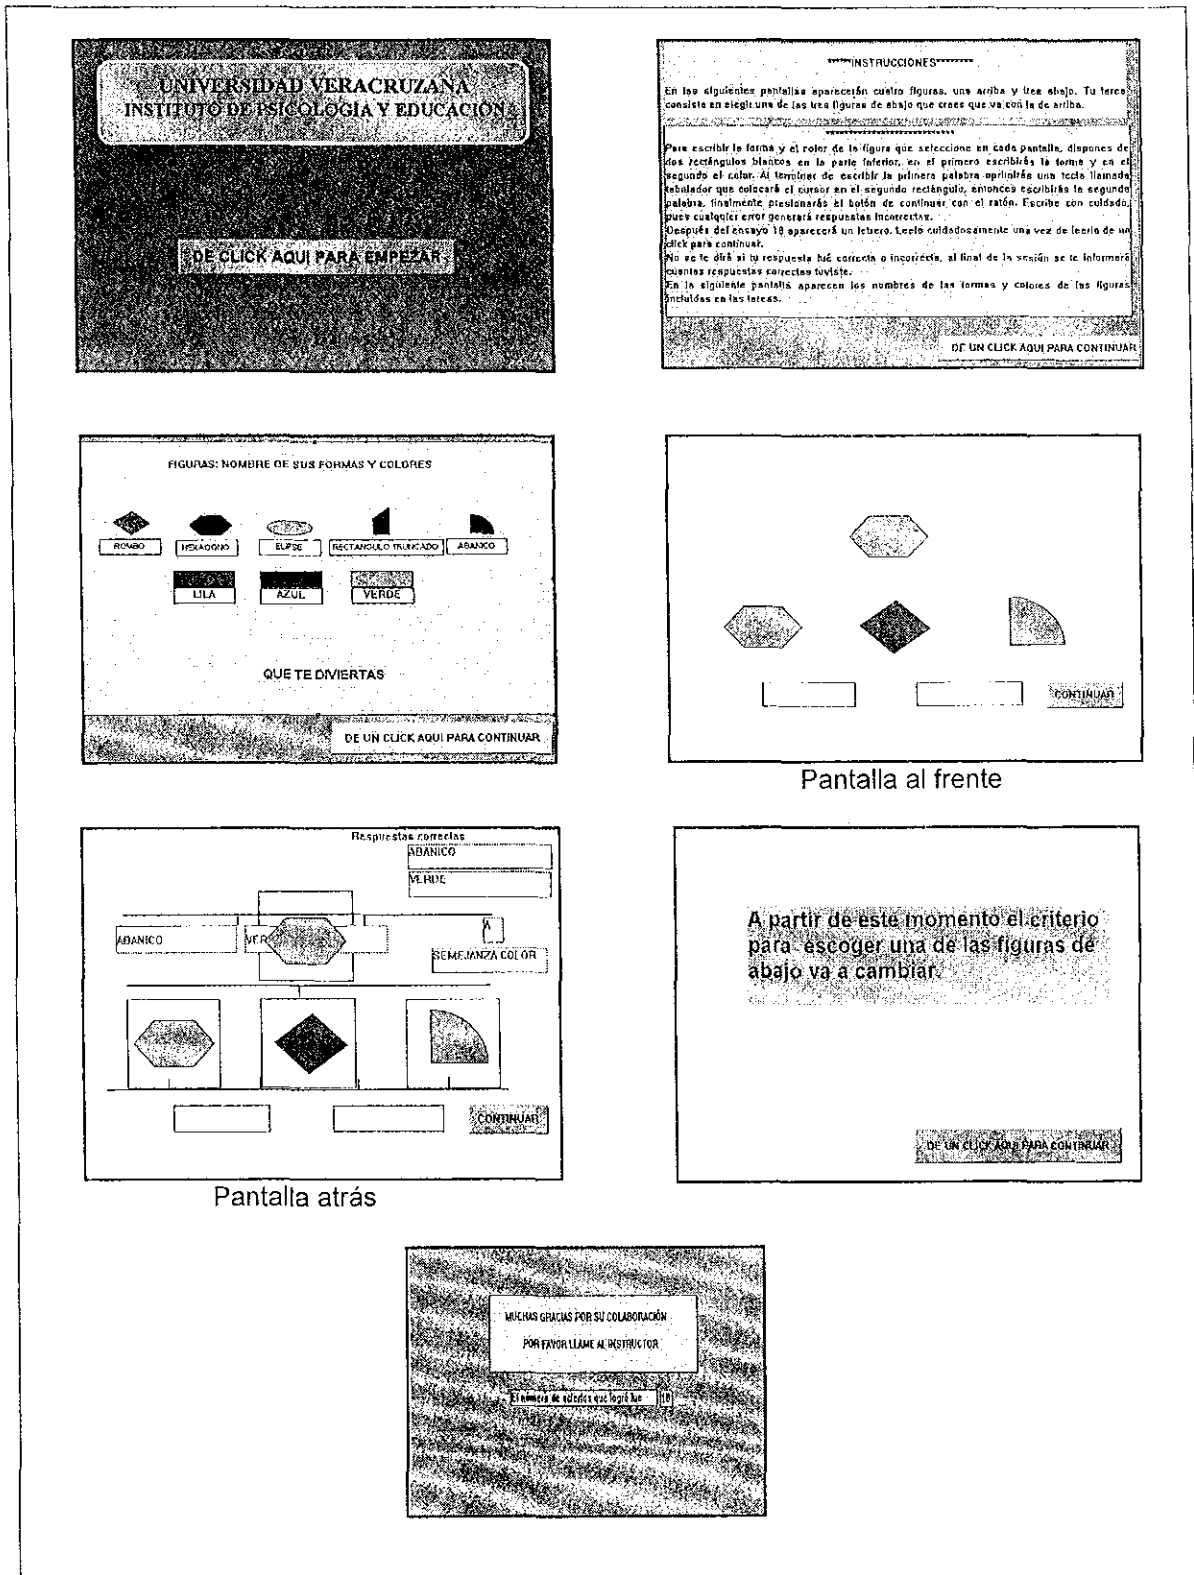 UNIVERSIDAD VERACRUZANA
INSTITUTO DE PSICOLOGIA Y EDUCACION
DE CLICK AQUI PARA EMPEZAR
*****INSTRUCCIONES********
En las siguientes pantallas aparecerán cuatro figuras, una arriba y tres abajo. Tu tarea
consiste en elegir una de las tres figuras de abajo que crees que va con la de arriba.
Para escribir la forma y el color de la figura que seleccione en cada pantalla, dispones de
dos rectángulos blancos en la parte inferior, en el primero escribirás la forma y en el
segundo el color. Al terminar de escribir la primera palabra oprimirás una tecla llamada
tabulador que colocará el cursor en el segundo rectángulo, entonces escribirás la segunda
palabra, finalmente presionarás el botón de continuar con el ratón. Escribe con cuidado,
pues cualquier error generará respuestas incorrectas.
Después del ensayo 18 aparecerá un letrero. Leelo cuidadosamente una vez de leerlo de un
click para continuar.
No se te dirá si tu respuesta fué correcta o incorrecta, al final de la sesión se te informará
cuantas respuestas correctas tuviste.
En la siguiente pantalla aparecen los nombres de las formas y colores de las figuras
incluidas en las tareas.
DE UN CLICK AQUI PARA CONTINUAR
FIGURAS: NOMBRE DE SUS FORMAS Y COLORES
ROMBO HEXAGONO ELIPSE RECTANGULO TRUNCADO ABANICO
LILA AZUL VERDE
QUE TE DIVIERTAS
DE UN CLICK AQUI PARA CONTINUAR
CONTINUAR
Pantalla al frente
Respuestas correctas
ABANICO
VERDE
ABANICO VER A
SEMEJANZA COLOR
CONTINUAR
Pantalla atrás
A partir de este momento el criterio
para escoger una de las figuras de
abajo va a cambiar.
DE UN CLICK AQUI PARA CONTINUAR
MUCHAS GRACIAS POR SU COLABORACIÓN
POR FAVOR LLAME AL INSTRUCTOR
El número de aciertos que logró fue